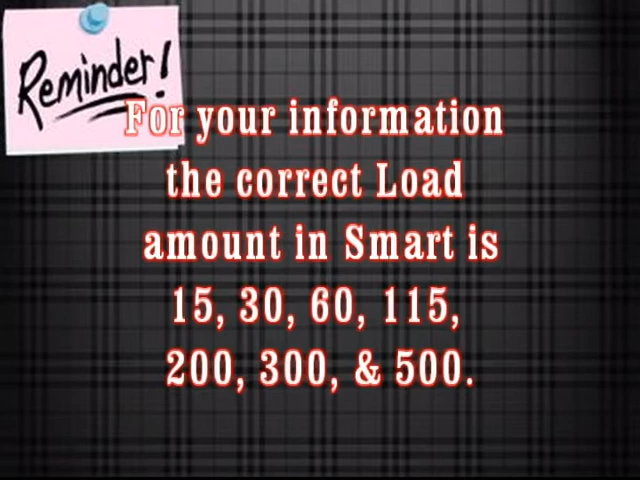 Reminder!
For your information
the correct Load
amount in Smart is
15, 30, 60, 115,
200, 300, & 500.